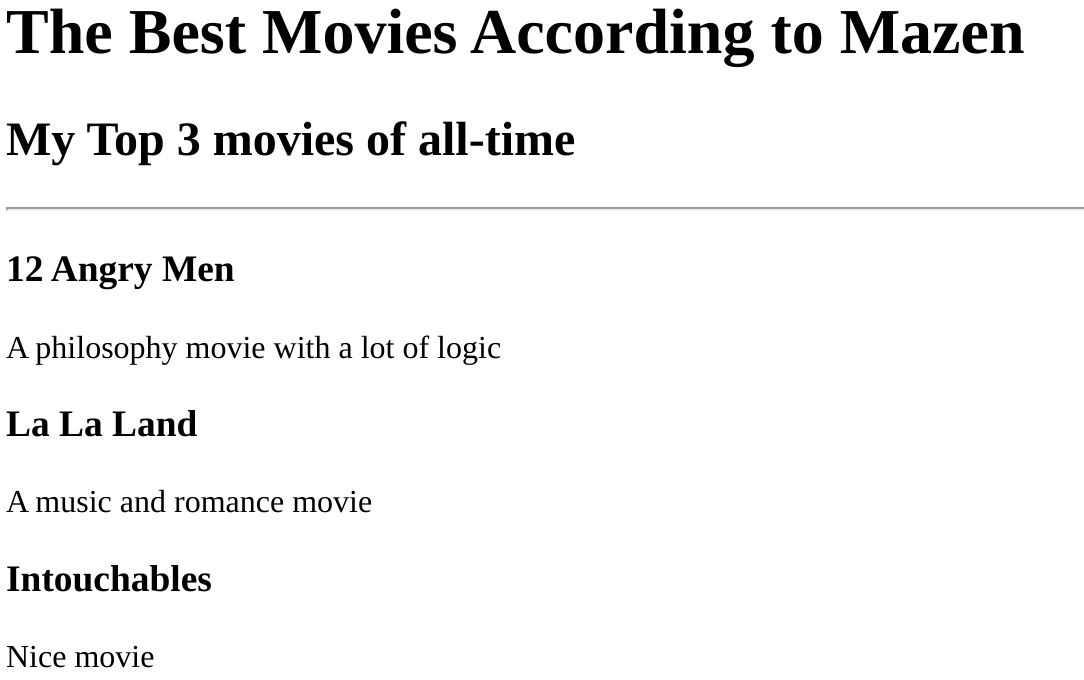 The Best Movies According to Mazen
My Top 3 movies of all-time
12 Angry Men
A philosophy movie with a lot of logic
La La Land
A music and romance movie
Intouchables
Nice movie